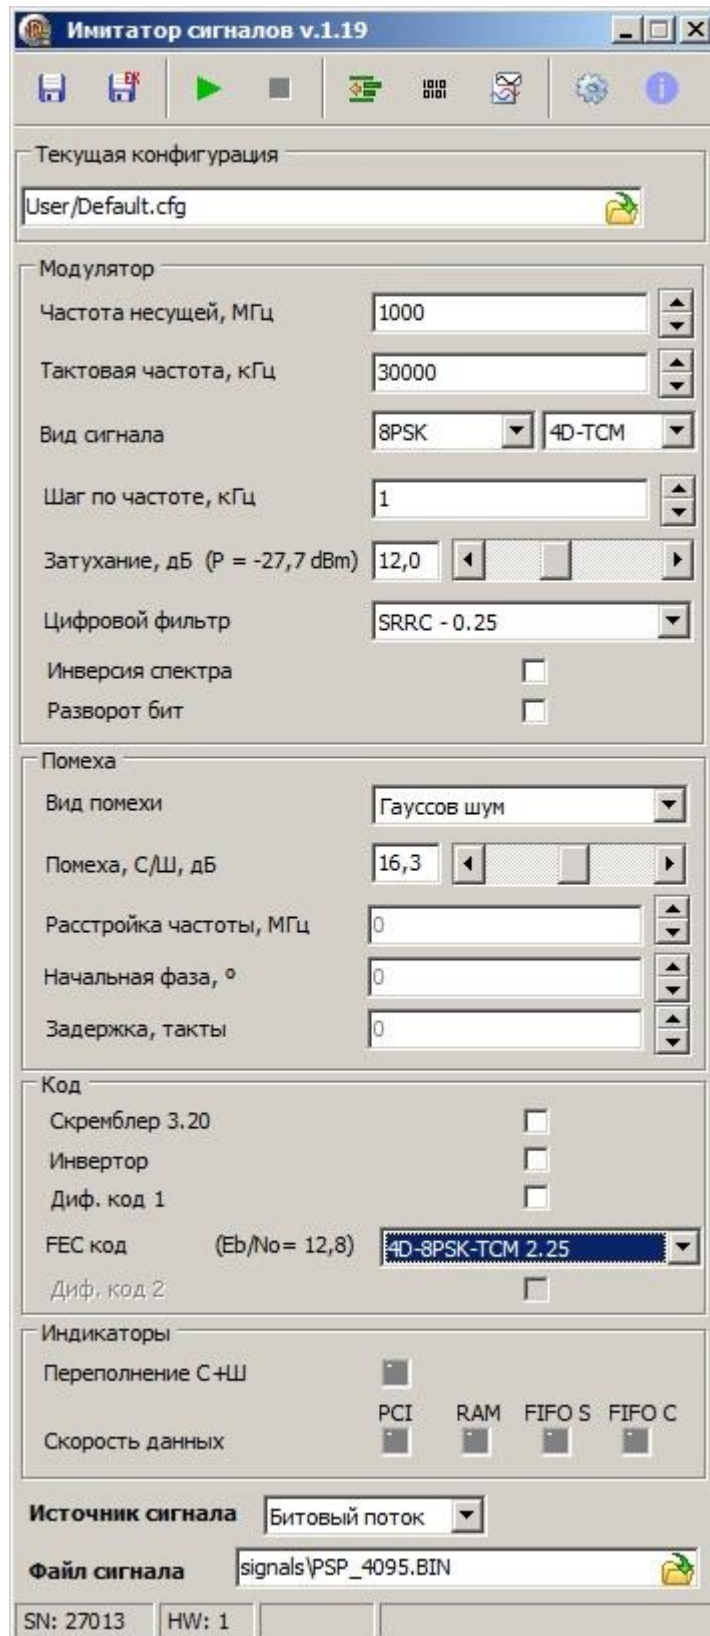 Имитатор сигналов v.1.19
Текущая конфигурация
User/Default.cfg
Модулятор
Частота несущей, МГц 1000
Тактовая частота, кГц 30000
Вид сигнала 8PSK 4D-TCM
Шаг по частоте, кГц 1
Затухание, дБ (P = -27,7 dBm) 12,0
Цифровой фильтр SRRC - 0.25
Инверсия спектра
Разворот бит
Помеха
Вид помехи Гауссов шум
Помеха, С/Ш, дБ 16,3
Расстройка частоты, МГц 0
Начальная фаза, º 0
Задержка, такты 0
Код
Скремблер 3.20
Инвертор
Диф. код 1
FEC код (Eb/No= 12,8) 4D-8PSK-TCM 2.25
Диф. код 2
Индикаторы
Переполнение С+Ш
PCI RAM FIFO S FIFO C
Скорость данных
Источник сигнала Битовый поток
Файл сигнала signals\PSP_4095.BIN
SN: 27013 HW: 1